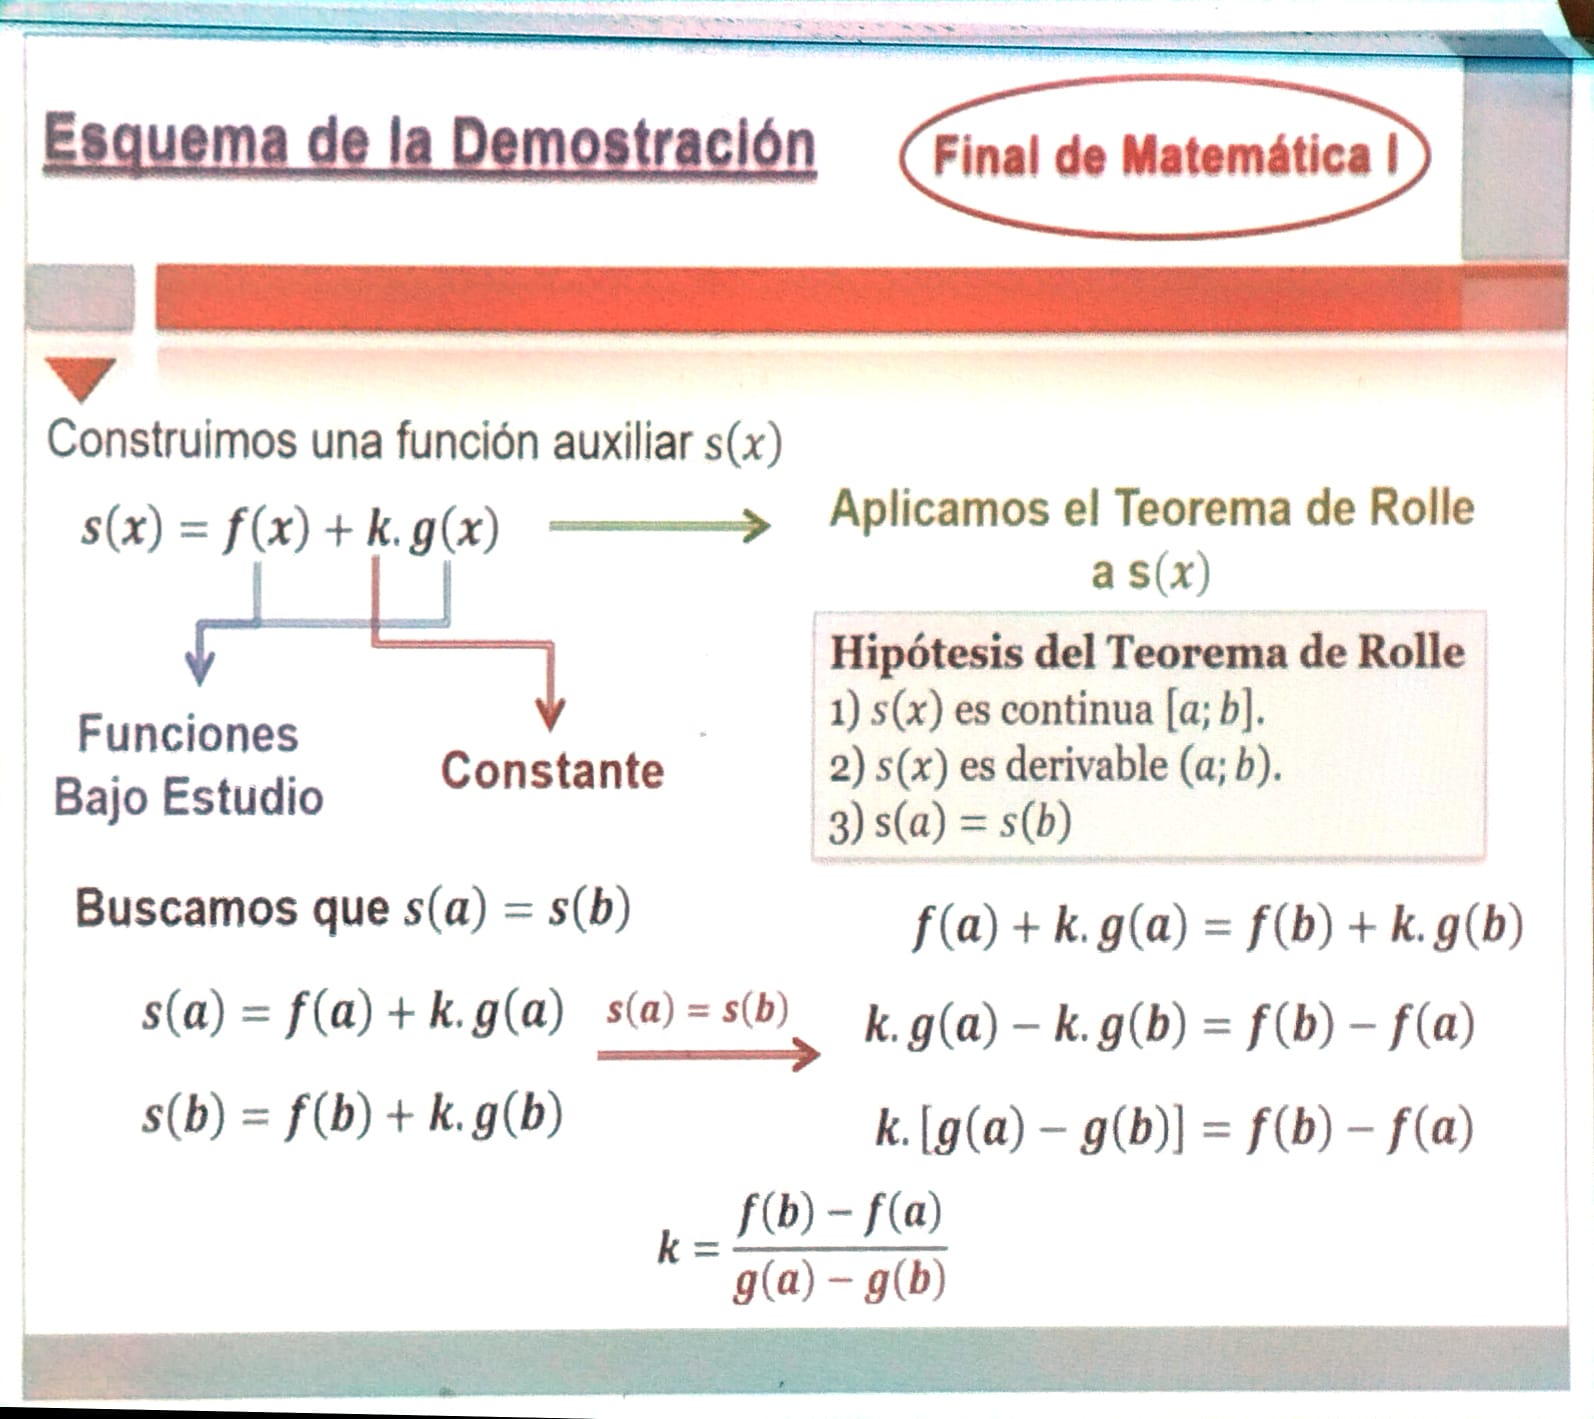 Esquema de la Demostración
Final de Matemática I
Construimos una función auxiliar s(x)
s(x) = f(x) + k. g(x)
Aplicamos el Teorema de Rolle
a s(x)
Funciones
Bajo Estudio
Constante
Hipótesis del Teorema de Rolle
1) s(x) es continua [a; b].
2) s(x) es derivable (a; b).
3) s(a) = s(b)
Buscamos que s(a) = s(b)
s(a) = f(a) + k. g(a)
s(b) = f(b) + k. g(b)
s(a) = s(b)
f(a) + k. g(a) = f(b) + k. g(b)
k. g(a) − k. g(b) = f(b) − f(a)
k. [g(a) − g(b)] = f(b) − f(a)
k = f(b) − f(a) / g(a) − g(b)